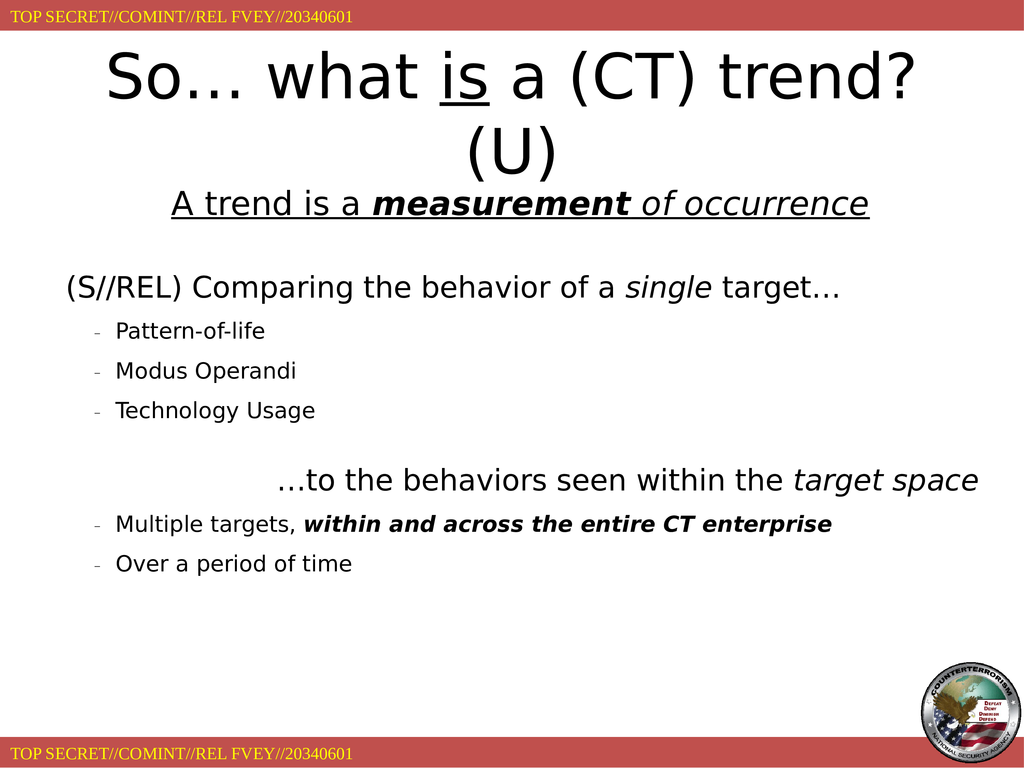 TOP SECRET//COMINT//REL FVEY//20340601
So… what is a (CT) trend?
(U)
A trend is a measurement of occurrence
(S//REL) Comparing the behavior of a single target…
- Pattern-of-life
- Modus Operandi
- Technology Usage
…to the behaviors seen within the target space
- Multiple targets, within and across the entire CT enterprise
- Over a period of time
COUNTERTERRORISM
DEFEAT
DENY
DIMINISH
DEFEND
NATIONAL SECURITY AGENCY
TOP SECRET//COMINT//REL FVEY//20340601